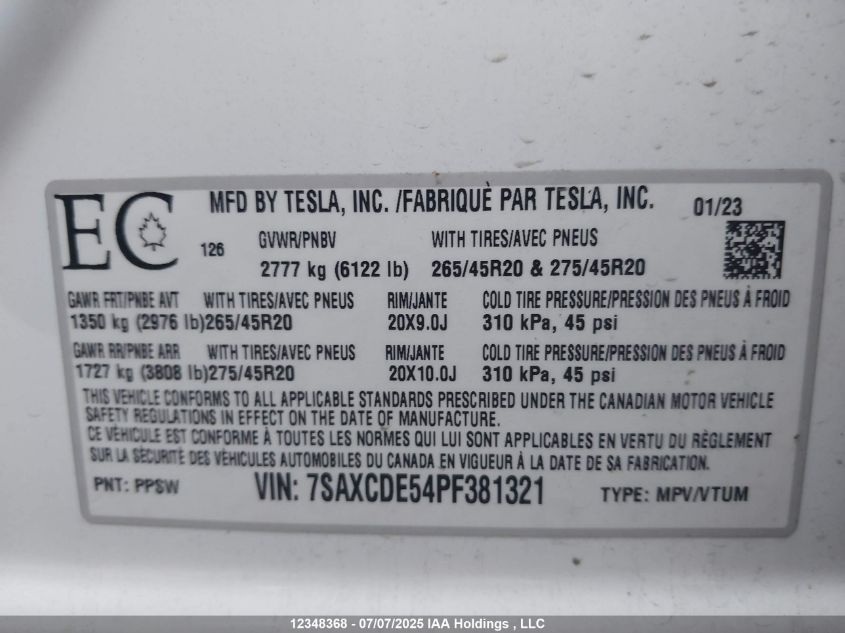 EC
MFD BY TESLA, INC. /FABRIQUÈ PAR TESLA, INC. 01/23
126 GVWR/PNBV WITH TIRES/AVEC PNEUS
2777 kg (6122 lb) 265/45R20 & 275/45R20
GAWR FRT/PNBE AVT WITH TIRES/AVEC PNEUS RIM/JANTE COLD TIRE PRESSURE/PRESSION DES PNEUS À FROID
1350 kg (2976 lb)265/45R20 20X9.0J 310 kPa, 45 psi
GAWR RR/PNBE ARR WITH TIRES/AVEC PNEUS RIM/JANTE COLD TIRE PRESSURE/PRESSION DES PNEUS À FROID
1727 kg (3808 lb)275/45R20 20X10.0J 310 kPa, 45 psi
THIS VEHICLE CONFORMS TO ALL APPLICABLE STANDARDS PRESCRIBED UNDER THE CANADIAN MOTOR VEHICLE
SAFETY REGULATIONS IN EFFECT ON THE DATE OF MANUFACTURE.
CE VÉHICULE EST CONFORME À TOUTES LES NORMES QUI LUI SONT APPLICABLES EN VERTU DU RÈGLEMENT
SUR LA SÉCURITÉ DES VÉHICULES AUTOMOBILES DU CANADA EN VIGUEUR À LA DATE DE SA FABRICATION.
PNT: PPSW VIN: 7SAXCDE54PF381321 TYPE: MPV/VTUM
12348368 - 07/07/2025 IAA Holdings , LLC